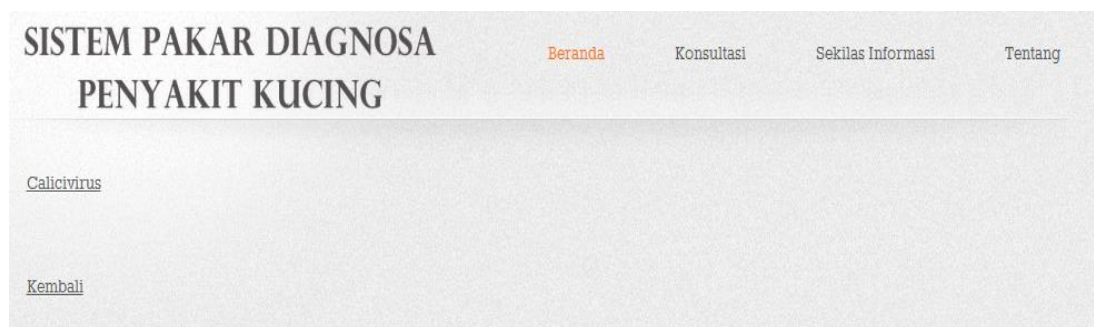 SISTEM PAKAR DIAGNOSA
PENYAKIT KUCING
Beranda Konsultasi Sekilas Informasi Tentang
Calicivirus
Kembali